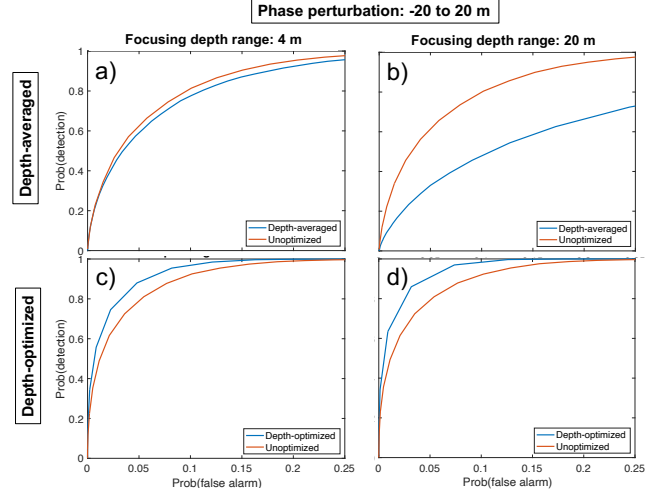 Phase perturbation: -20 to 20 m
Focusing depth range: 4 m
Focusing depth range: 20 m
Depth-averaged
a)
b)
Prob(detection)
1
0.8
0.6
0.4
0.2
0
Depth-averaged
Unoptimized
Depth-averaged
Unoptimized
Depth-optimized
c)
d)
Prob(detection)
1
0.8
0.6
0.4
0.2
0
Depth-optimized
Unoptimized
Depth-optimized
Unoptimized
0 0.05 0.1 0.15 0.2 0.25
0 0.05 0.1 0.15 0.2 0.25
Prob(false alarm)
Prob(false alarm)